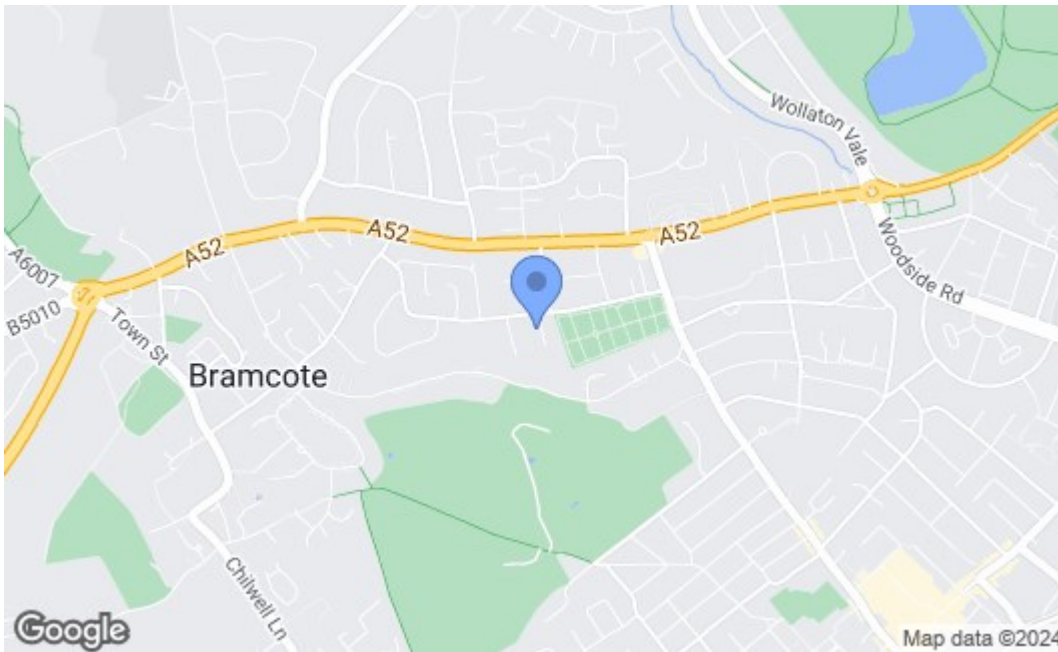 Wollaton Vale
A52
A52
A52
A6007
B5010
Town St
Woodside Rd
Bramcote
Chilwell Ln
Google
Map data ©2024